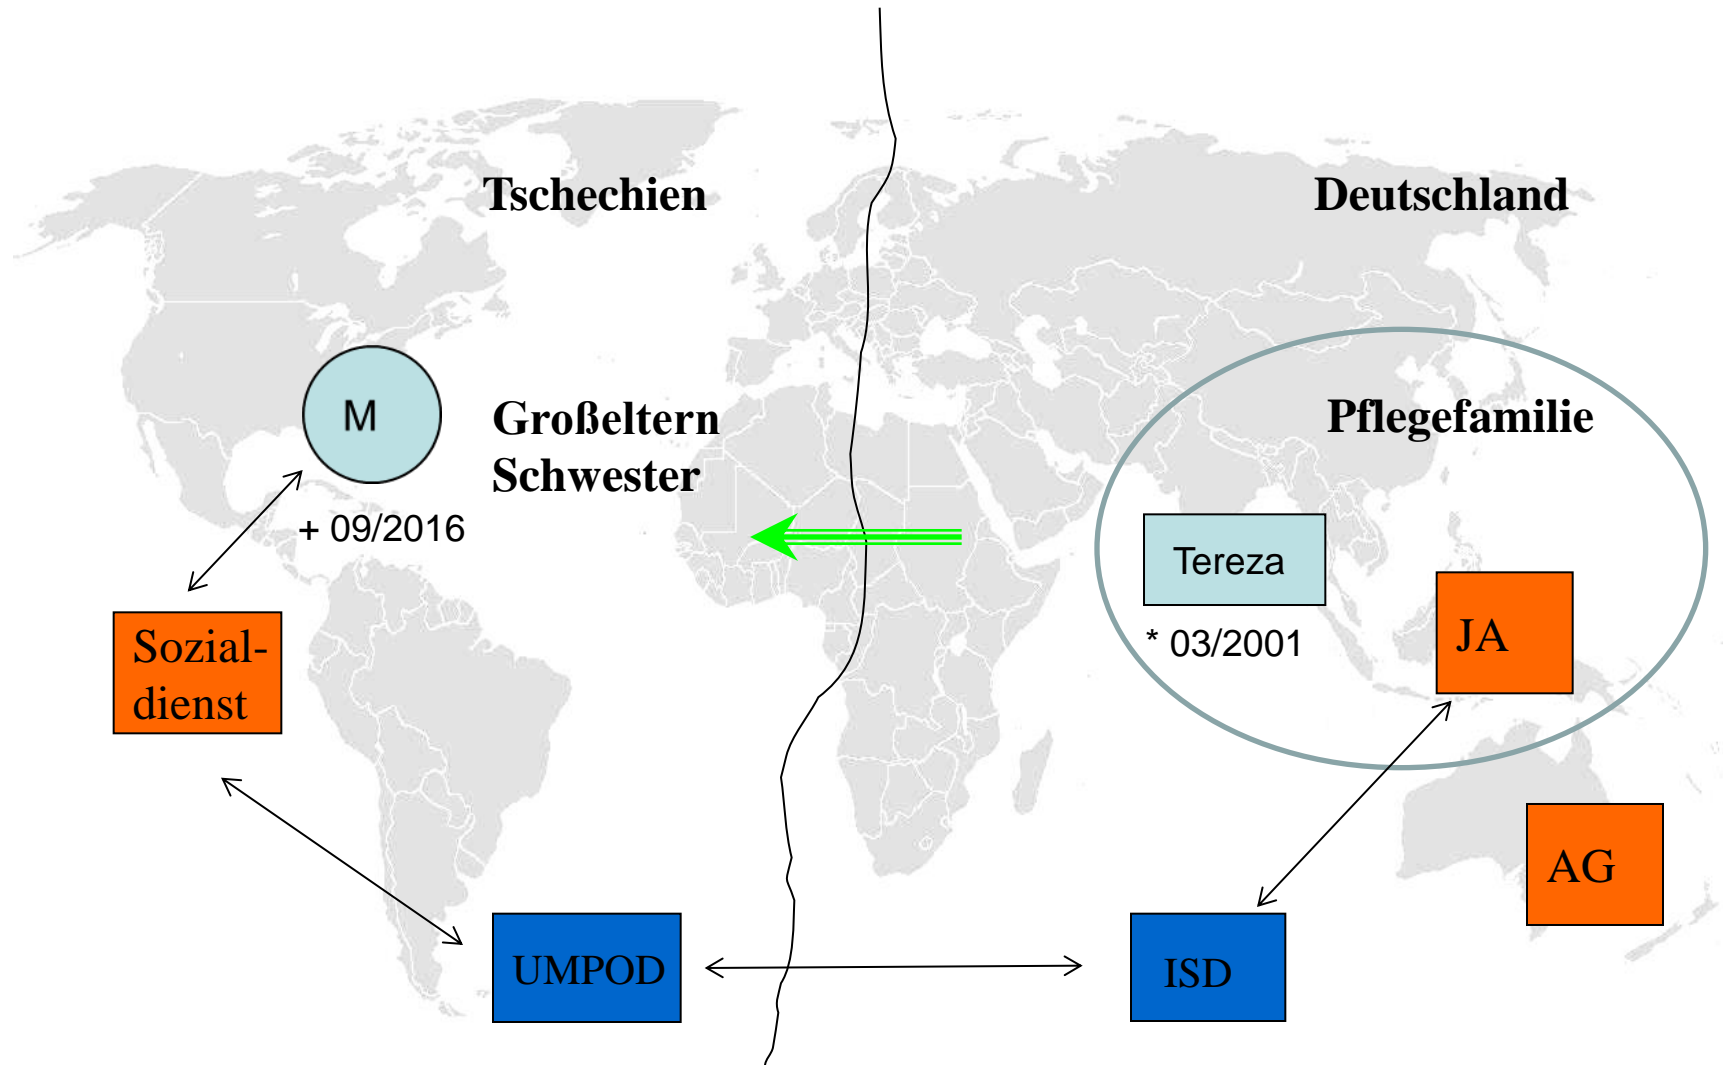 Tschechien
Deutschland
M
Großeltern
Schwester
+ 09/2016
Pflegefamilie
Tereza
* 03/2001
JA
Sozial-
dienst
AG
UMPOD
ISD